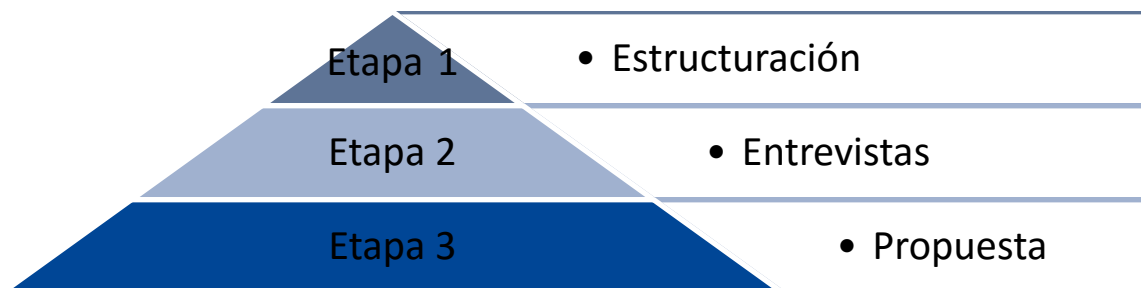 Etapa 1
• Estructuración
Etapa 2
• Entrevistas
Etapa 3
• Propuesta